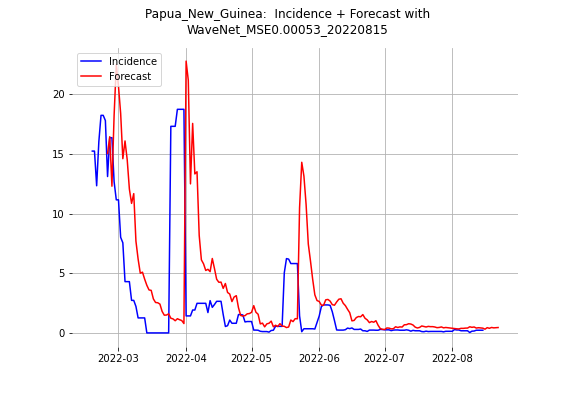 Papua_New_Guinea:  Incidence + Forecast with
WaveNet_MSE0.00053_20220815
Incidence
Forecast
20
15
10
5
0
2022-03 2022-04 2022-05 2022-06 2022-07 2022-08